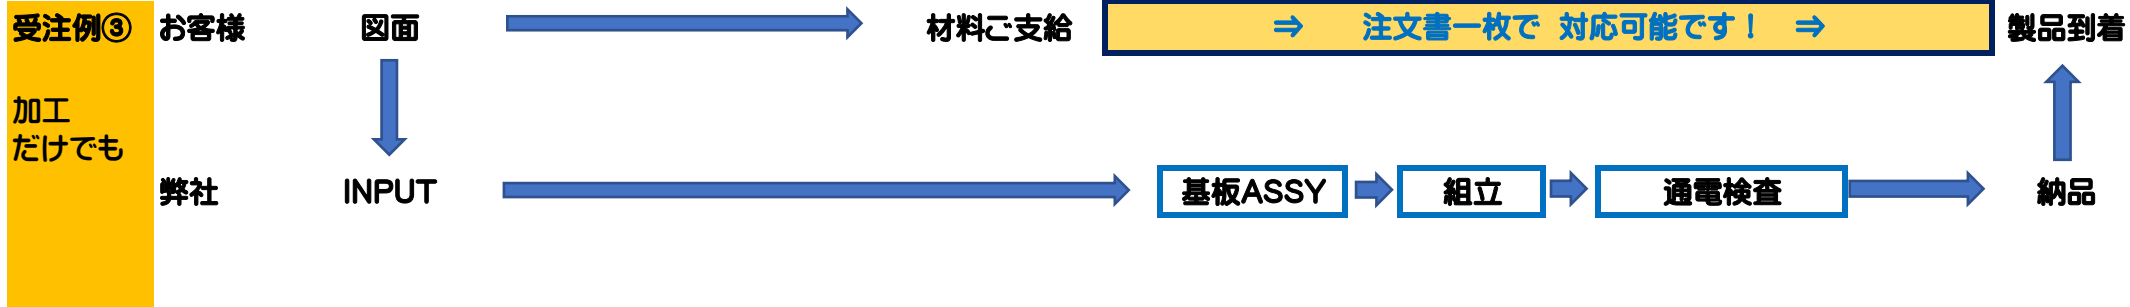 受注例③
お客様
図面
材料ご支給
⇒ 注文書一枚で 対応可能です！ ⇒
製品到着
加工
だけでも
弊社
INPUT
基板ASSY
組立
通電検査
納品